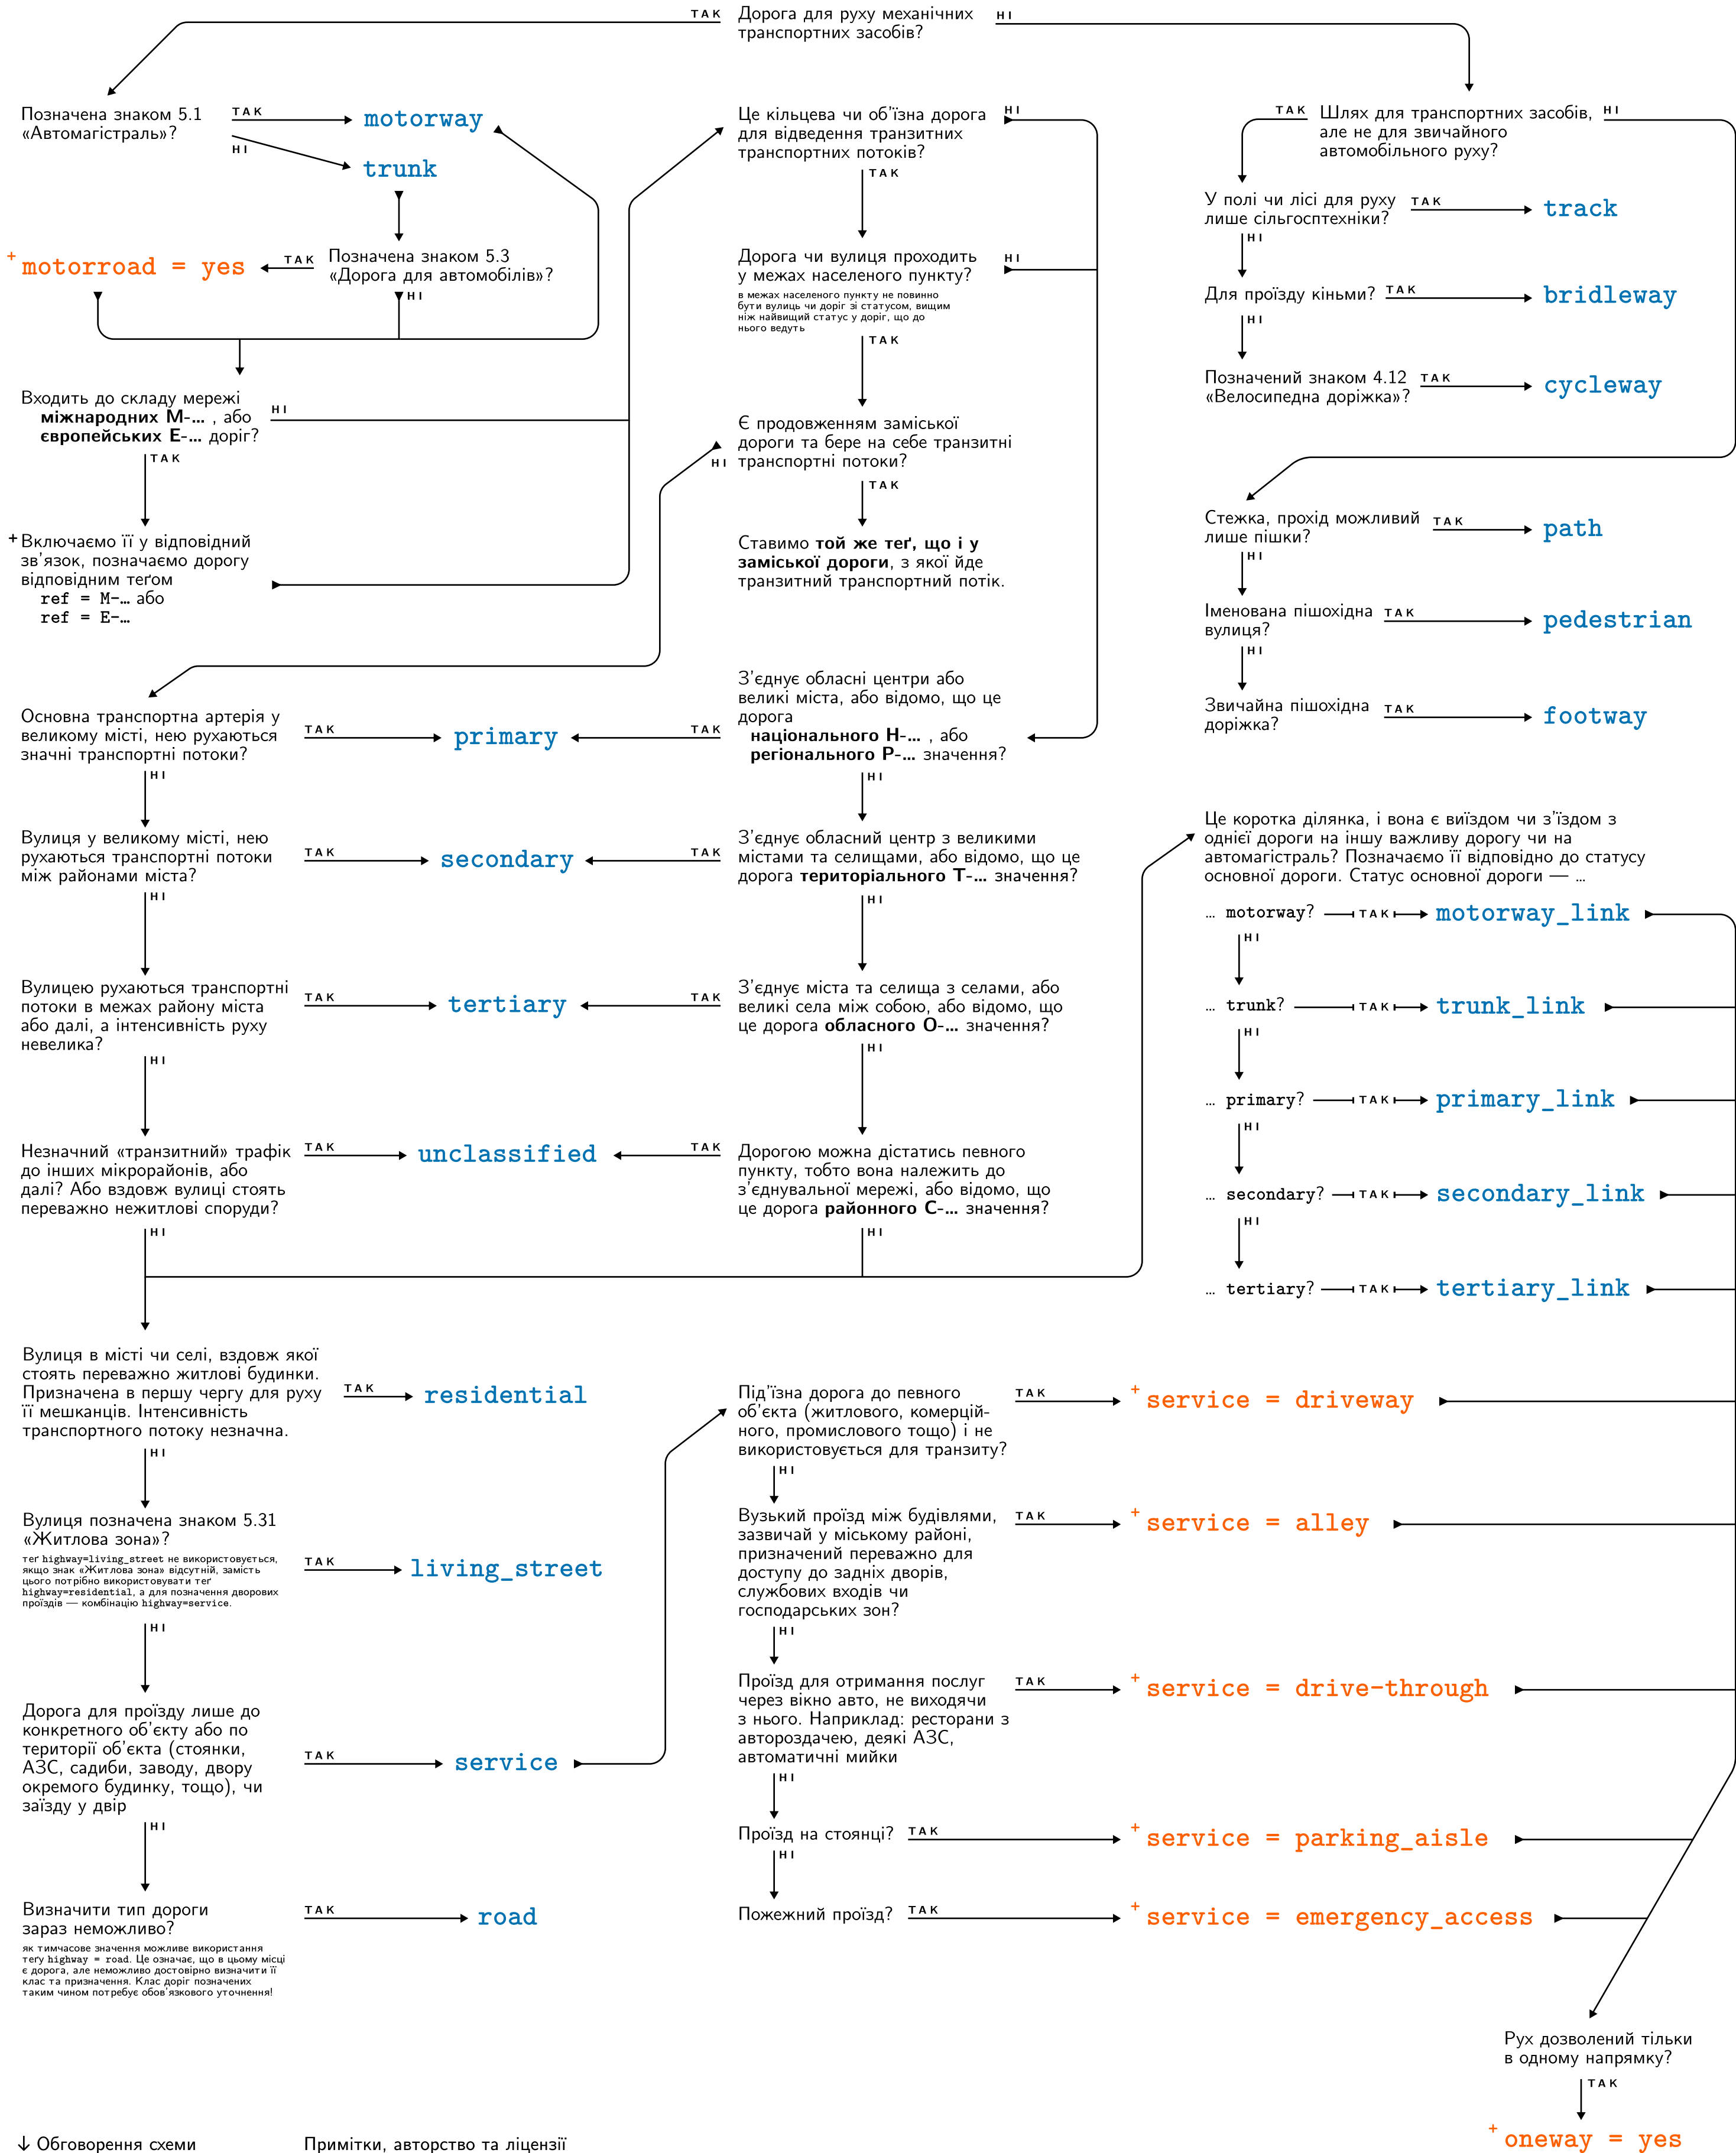 ТАК
Дорога для руху механічних
транспортних засобів?
НІ
Позначена знаком 5.1
«Автомагістраль»?
ТАК
motorway
НІ
trunk
Позначена знаком 5.3
«Дорога для автомобілів»?
ТАК
+ motorroad = yes
НІ
Входить до складу мережі
міжнародних М-... , або
європейських Е-... доріг?
НІ
ТАК
+ Включаємо її у відповідний
зв'язок, позначаємо дорогу
відповідним теґом
ref = М-… або
ref = Е-…
Це кільцева чи об'їзна дорога
для відведення транзитних
транспортних потоків?
НІ
ТАК
Дорога чи вулиця проходить
у межах населеного пункту?
НІ
в межах населеного пункту не повинно
бути вулиць чи доріг зі статусом, вищим
ніж найвищий статус у доріг, що до
нього ведуть
ТАК
Є продовженням заміської
дороги та бере на себе транзитні
транспортні потоки?
НІ
ТАК
Ставимо той же теґ, що і у
заміської дороги, з якої йде
транзитний транспортний потік.
ТАК
Шлях для транспортних засобів,
але не для звичайного
автомобільного руху?
НІ
У полі чи лісі для руху
лише сільгосптехніки?
ТАК
track
НІ
Для проїзду кіньми?
ТАК
bridleway
НІ
Позначений знаком 4.12
«Велосипедна доріжка»?
ТАК
cycleway
Стежка, прохід можливий
лише пішки?
ТАК
path
НІ
Іменована пішохідна
вулиця?
ТАК
pedestrian
НІ
Звичайна пішохідна
доріжка?
ТАК
footway
Основна транспортна артерія у
великому місті, нею рухаються
значні транспортні потоки?
ТАК
primary
ТАК
З'єднує обласні центри або
великі міста, або відомо, що це
дорога
національного Н-... , або
регіонального Р-... значення?
НІ
НІ
Вулиця у великому місті, нею
рухаються транспортні потоки
між районами міста?
ТАК
secondary
ТАК
З'єднує обласний центр з великими
містами та селищами, або відомо, що це
дорога територіального Т-... значення?
НІ
НІ
Вулицею рухаються транспортні
потоки в межах району міста
або далі, а інтенсивність руху
невелика?
ТАК
tertiary
ТАК
З'єднує міста та селища з селами, або
великі села між собою, або відомо, що
це дорога обласного О-... значення?
НІ
НІ
Незначний «транзитний» трафік
до інших мікрорайонів, або
далі? Або вздовж вулиці стоять
переважно нежитлові споруди?
ТАК
unclassified
ТАК
Дорогою можна дістатись певного
пункту, тобто вона належить до
з'єднувальної мережі, або відомо, що
це дорога районного С-... значення?
НІ
НІ
Це коротка ділянка, і вона є виїздом чи з'їздом з
однієї дороги на іншу важливу дорогу чи на
автомагістраль? Позначаємо її відповідно до статусу
основної дороги. Статус основної дороги — ...
... motorway?
ТАК
motorway_link
НІ
... trunk?
ТАК
trunk_link
НІ
... primary?
ТАК
primary_link
НІ
... secondary?
ТАК
secondary_link
НІ
... tertiary?
ТАК
tertiary_link
Вулиця в місті чи селі, вздовж якої
стоять переважно житлові будинки.
Призначена в першу чергу для руху
її мешканців. Інтенсивність
транспортного потоку незначна.
ТАК
residential
НІ
Вулиця позначена знаком 5.31
«Житлова зона»?
теґ highway=living_street не використовується,
якщо знак «Житлова зона» відсутній, замість
цього потрібно використовувати теґ
highway=residential, а для позначення дворових
проїздів — комбінацію highway=service.
ТАК
living_street
НІ
Дорога для проїзду лише до
конкретного об'єкту або по
території об'єкта (стоянки,
АЗС, садиби, заводу, двору
окремого будинку, тощо), чи
заїзду у двір
ТАК
service
НІ
Визначити тип дороги
зараз неможливо?
як тимчасове значення можливе використання
теґу highway = road. Це означає, що в цьому місці
є дорога, але неможливо достовірно визначити її
клас та призначення. Клас доріг позначених
таким чином потребує обов'язкового уточнення!
ТАК
road
Під'їзна дорога до певного
об'єкта (житлового, комерцій-
ного, промислового тощо) і не
використовується для транзиту?
ТАК
+ service = driveway
НІ
Вузький проїзд між будівлями,
зазвичай у міському районі,
призначений переважно для
доступу до задніх дворів,
службових входів чи
господарських зон?
ТАК
+ service = alley
НІ
Проїзд для отримання послуг
через вікно авто, не виходячи
з нього. Наприклад: ресторани з
автороздачею, деякі АЗС,
автоматичні мийки
ТАК
+ service = drive-through
НІ
Проїзд на стоянці?
ТАК
+ service = parking_aisle
НІ
Пожежний проїзд?
ТАК
+ service = emergency_access
Рух дозволений тільки
в одному напрямку?
ТАК
+ oneway = yes
↓ Обговорення схеми
Примітки, авторство та ліцензії